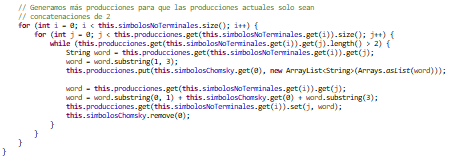 // Generamos más producciones para que las producciones actuales solo sean
// concatenaciones de 2
for (int i = 0; i < this.simbolosNoTerminales.size(); i++) {
for (int j = 0; j < this.producciones.get(this.simbolosNoTerminales.get(i)).size(); j++) {
while (this.producciones.get(this.simbolosNoTerminales.get(i)).get(j).length() > 2) {
String word = this.producciones.get(this.simbolosNoTerminales.get(i)).get(j);
word = word.substring(1, 3);
this.producciones.put(this.simbolosChomsky.get(0), new ArrayList<String>(Arrays.asList(word)));
word = this.producciones.get(this.simbolosNoTerminales.get(i)).get(j);
word = word.substring(0, 1) + this.simbolosChomsky.get(0) + word.substring(3);
this.producciones.get(this.simbolosNoTerminales.get(i)).set(j, word);
this.simbolosChomsky.remove(0);
}
}
}
}